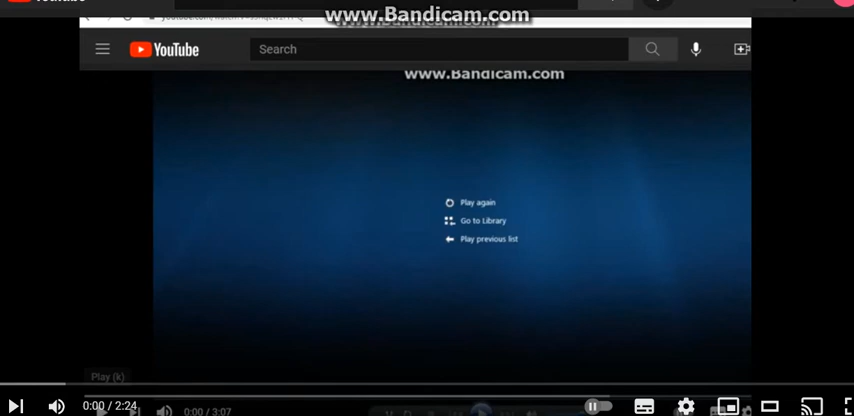 www.Bandicam.com
YouTube
Search
www.Bandicam.com
Play again
Go to Library
Play previous list
Play (k)
0:00 / 2:24
0:00 / 3:07